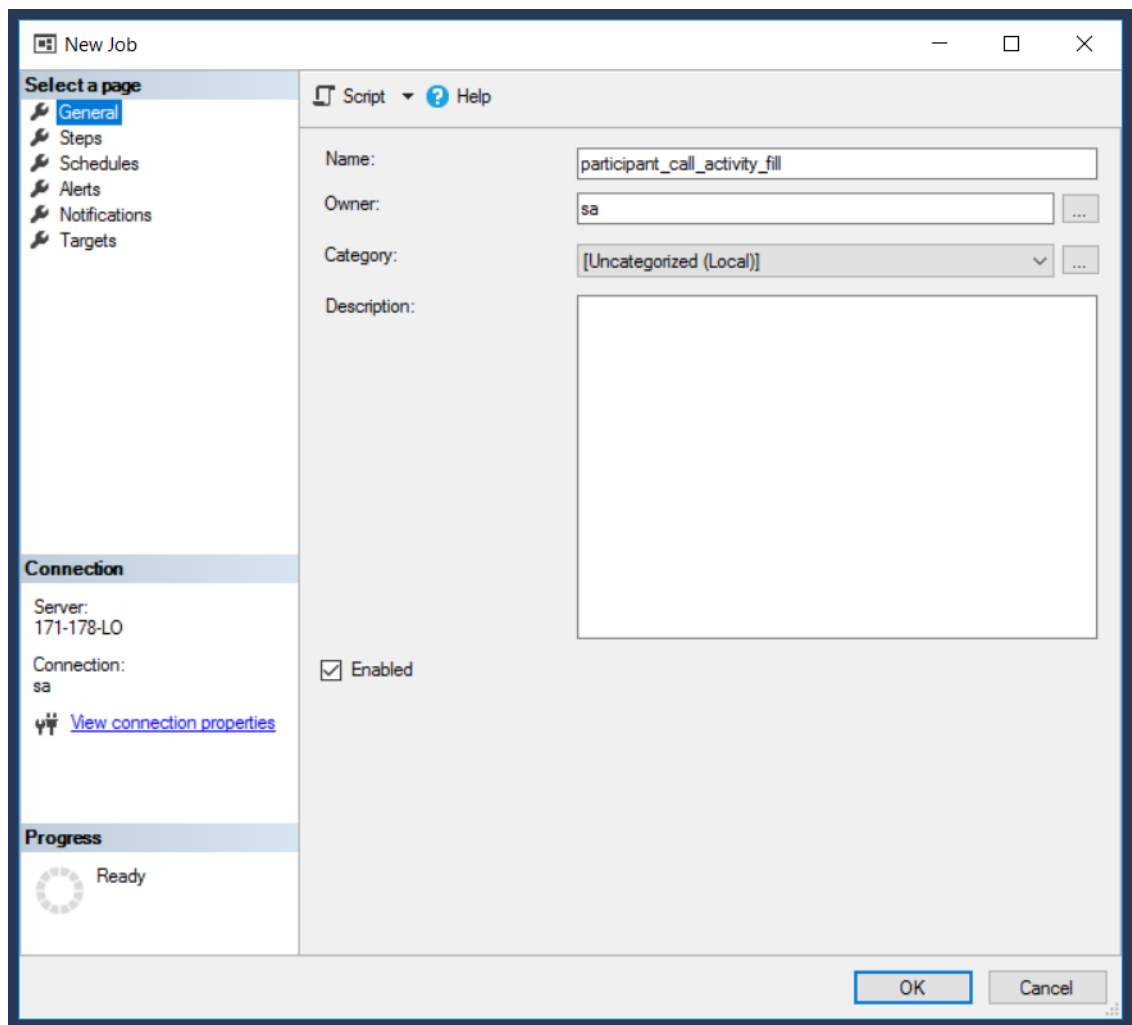 New Job
Select a page
General
Steps
Schedules
Alerts
Notifications
Targets
Script
Help
Name:
participant_call_activity_fill
Owner:
sa
...
Category:
[Uncategorized (Local)]
...
Description:
Enabled
Connection
Server:
171-178-LO
Connection:
sa
View connection properties
Progress
Ready
OK
Cancel